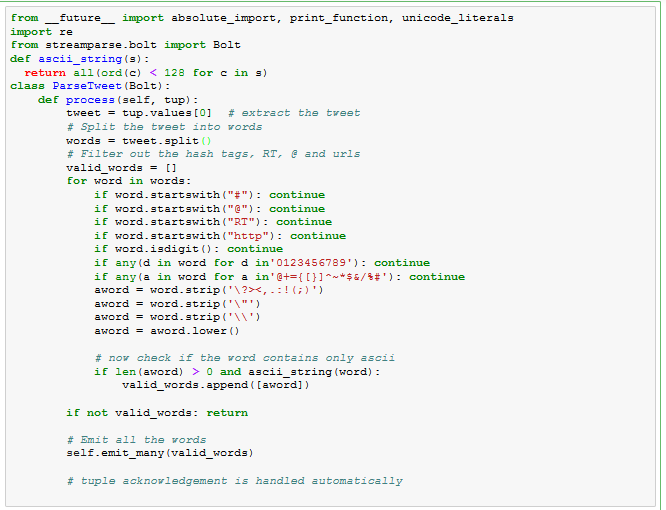 from __future__ import absolute_import, print_function, unicode_literals
import re
from streamparse.bolt import Bolt
def ascii_string(s):
  return all(ord(c) < 128 for c in s)
class ParseTweet(Bolt):
    def process(self, tup):
        tweet = tup.values[0]  # extract the tweet
        # Split the tweet into words
        words = tweet.split()
        # Filter out the hash tags, RT, @ and urls
        valid_words = []
        for word in words:
            if word.startswith("#"): continue
            if word.startswith("@"): continue
            if word.startswith("RT"): continue
            if word.startswith("http"): continue
            if word.isdigit(): continue
            if any(d in word for d in'0123456789'): continue
            if any(a in word for a in'@+={[}]^~*$&/%#'): continue
            aword = word.strip('\?><,.:!(;)')
            aword = word.strip('\"')
            aword = word.strip('\\')
            aword = aword.lower()
            # now check if the word contains only ascii
            if len(aword) > 0 and ascii_string(word):
                valid_words.append([aword])
        if not valid_words: return
        # Emit all the words
        self.emit_many(valid_words)
        # tuple acknowledgement is handled automatically